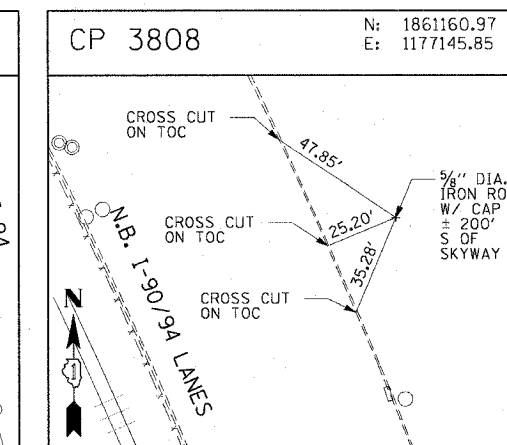 CP 3808
N: 1861160.97
E: 1177145.85
CROSS CUT
ON TOC
47.85'
5/8" DIA.
IRON RO
W/ CAP
± 200'
S OF
SKYWAY
CROSS CUT
ON TOC
25.20'
35.28'
CROSS CUT
ON TOC
N.B. I-90/94 LANES
N